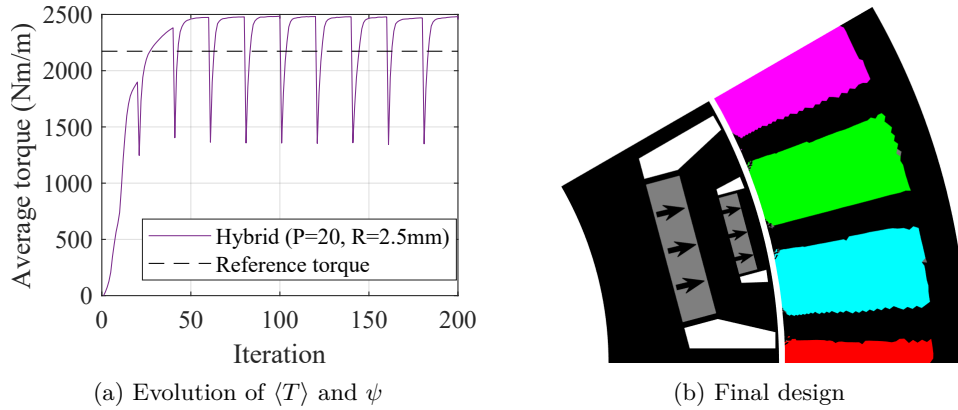 2500
2000
1500
1000
500
0
Average torque (Nm/m)
Hybrid (P=20, R=2.5mm)
Reference torque
0 50 100 150 200
Iteration
(a) Evolution of ⟨T⟩ and ψ
(b) Final design